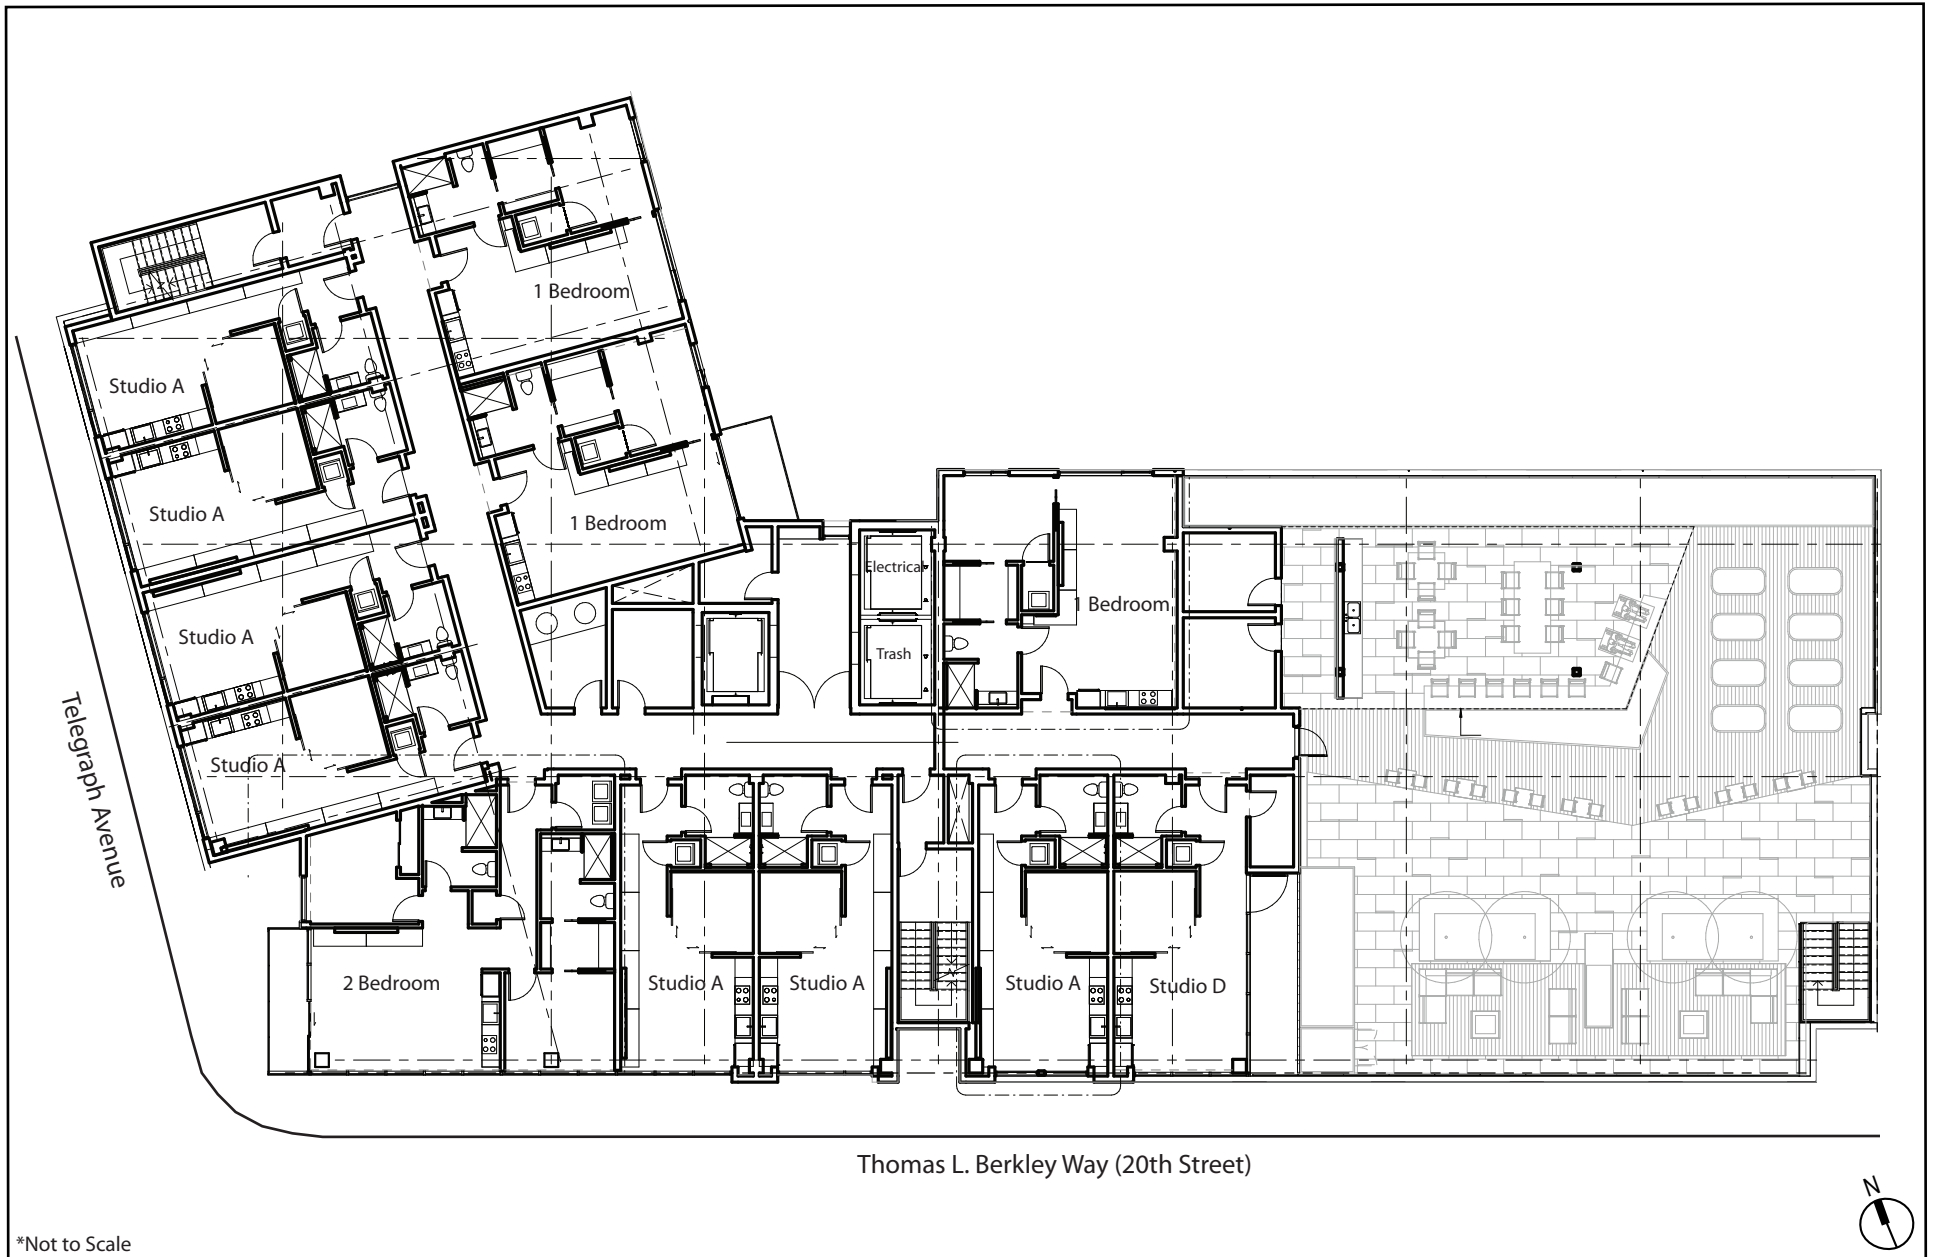 1 Bedroom
Studio A
Studio A
1 Bedroom
Electrical
1 Bedroom
Studio A
Trash
Studio A
Telegraph Avenue
2 Bedroom
Studio A
Studio A
Studio A
Studio D
Thomas L. Berkley Way (20th Street)
N
*Not to Scale